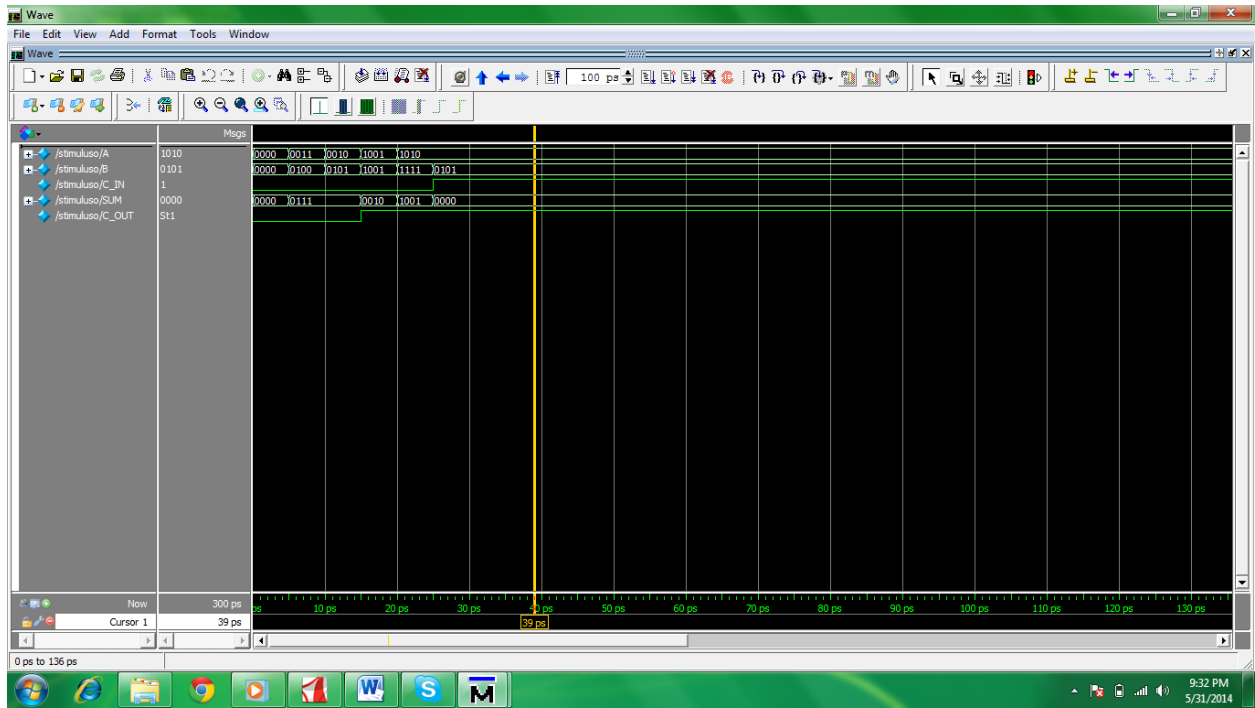 Wave
File Edit View Add Format Tools Window
Wave
100 ps
Msgs
/stimuluso/A 1010 0000 0011 0010 1001 1010
/stimuluso/B 0101 0000 0100 0101 1001 1111 0101
/stimuluso/C_IN 1
/stimuluso/SUM 0000 0000 0111 0010 1001 0000
/stimuluso/C_OUT St1
Now 300 ps ps 10 ps 20 ps 30 ps 40 ps 50 ps 60 ps 70 ps 80 ps 90 ps 100 ps 110 ps 120 ps 130 ps
Cursor 1 39 ps 39 ps
0 ps to 136 ps
9:32 PM
5/31/2014